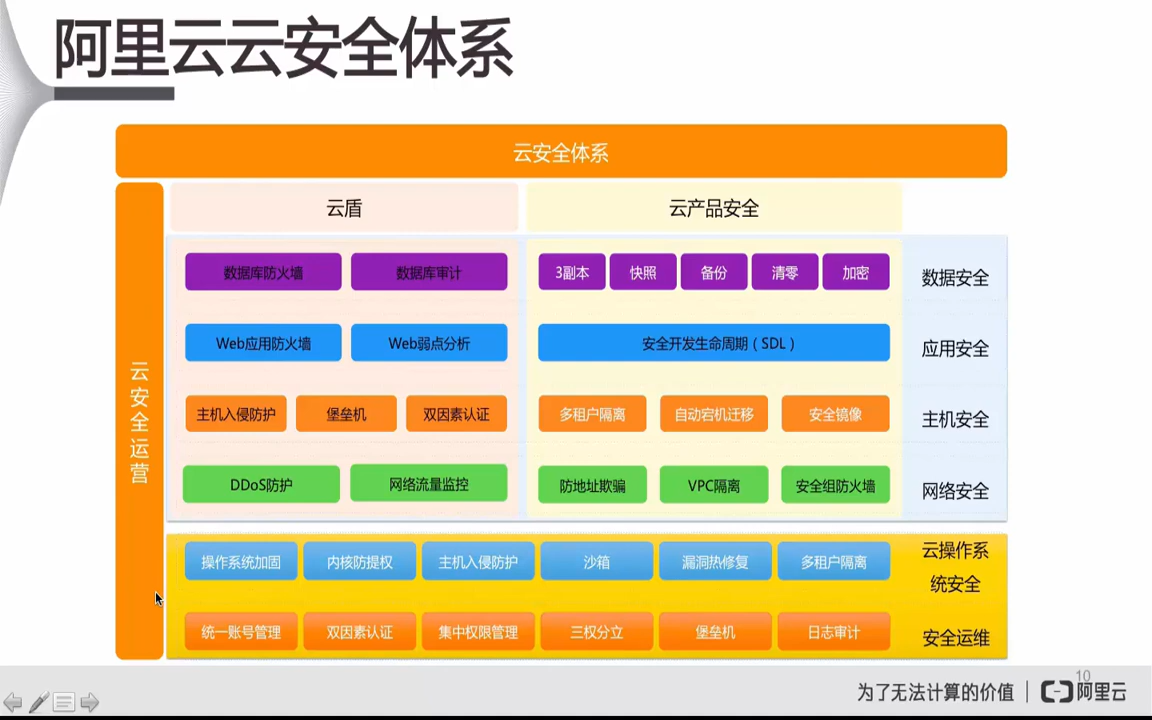 阿里云云安全体系
云安全体系
云安全运营
云盾
云产品安全
数据库防火墙
数据库审计
3副本
快照
备份
清零
加密
数据安全
Web应用防火墙
Web弱点分析
安全开发生命周期（SDL）
应用安全
主机入侵防护
堡垒机
双因素认证
多租户隔离
自动宕机迁移
安全镜像
主机安全
DDoS防护
网络流量监控
防地址欺骗
VPC隔离
安全组防火墙
网络安全
操作系统加固
内核防提权
主机入侵防护
沙箱
漏洞热修复
多租户隔离
云操作系
统安全
统一账号管理
双因素认证
集中权限管理
三权分立
堡垒机
日志审计
安全运维
为了无法计算的价值
阿里云
10